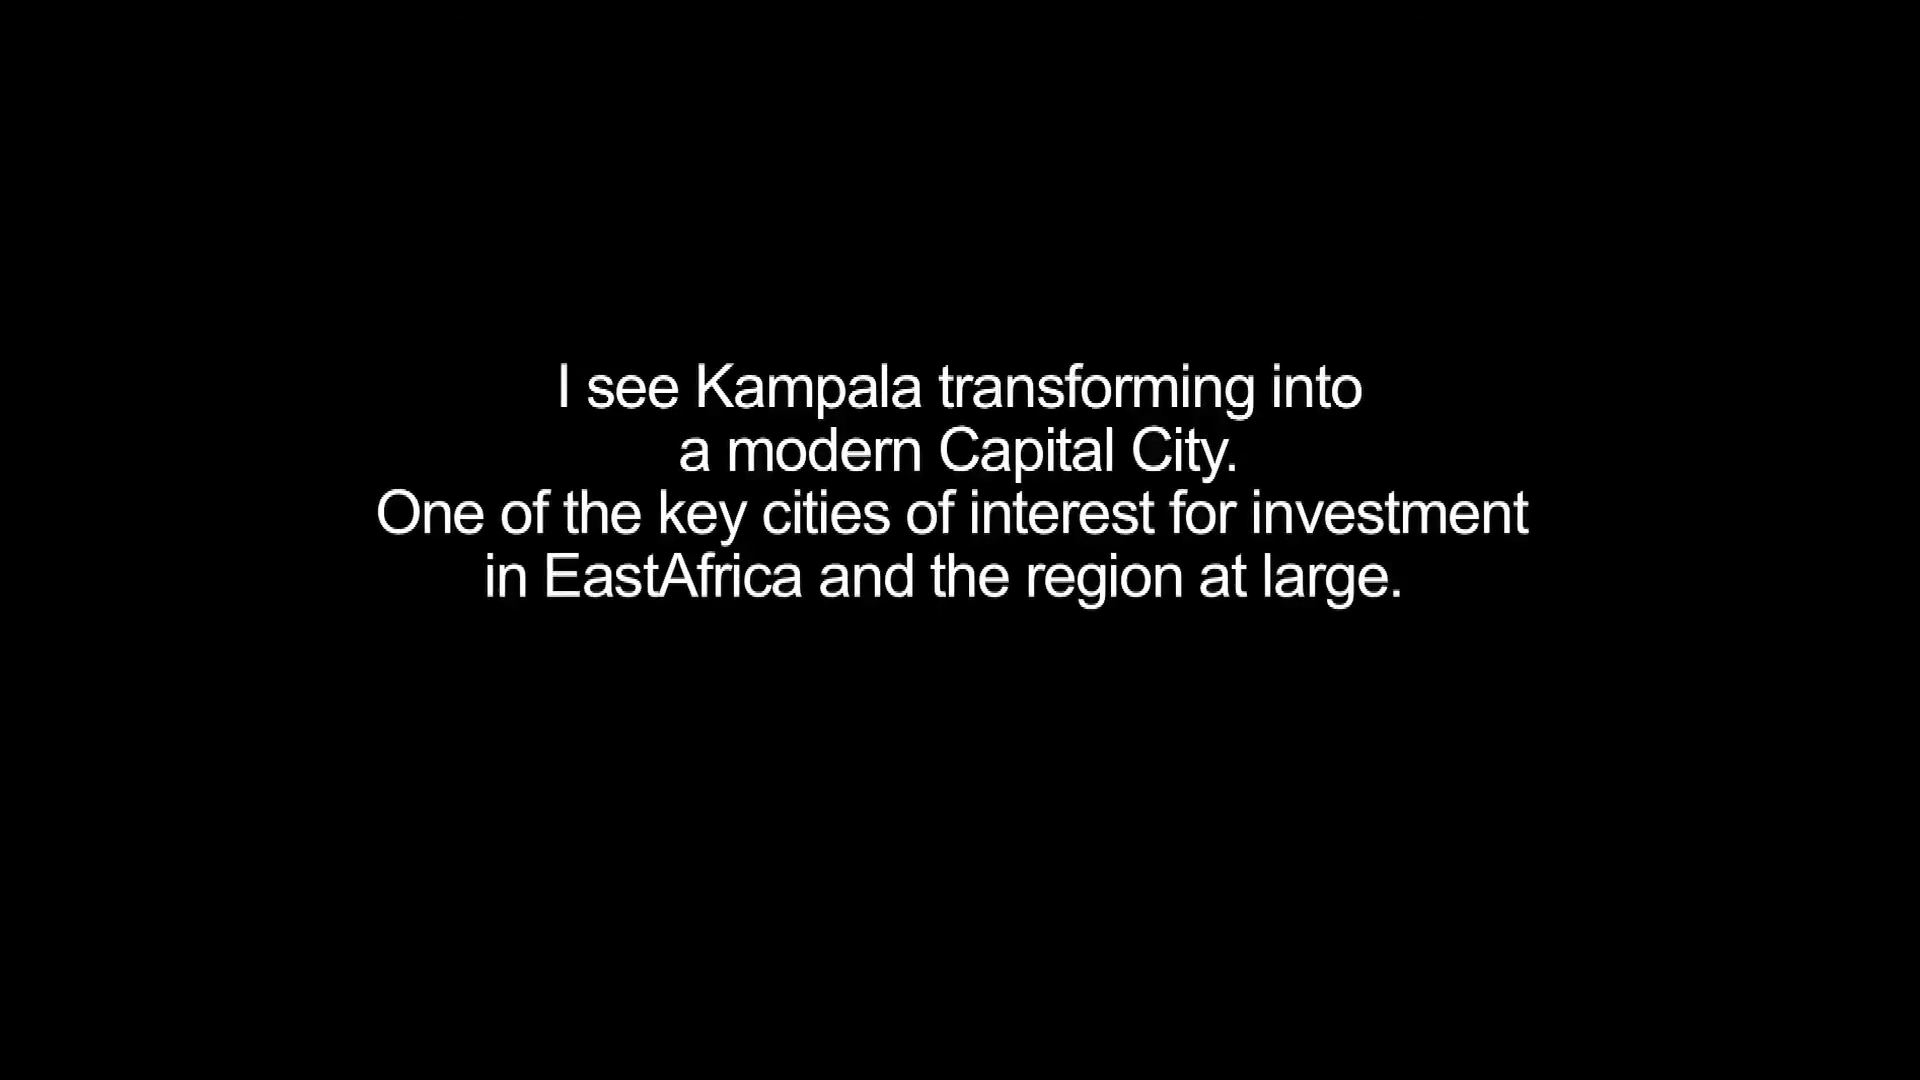 I see Kampala transforming into
a modern Capital City.
One of the key cities of interest for investment
in EastAfrica and the region at large.